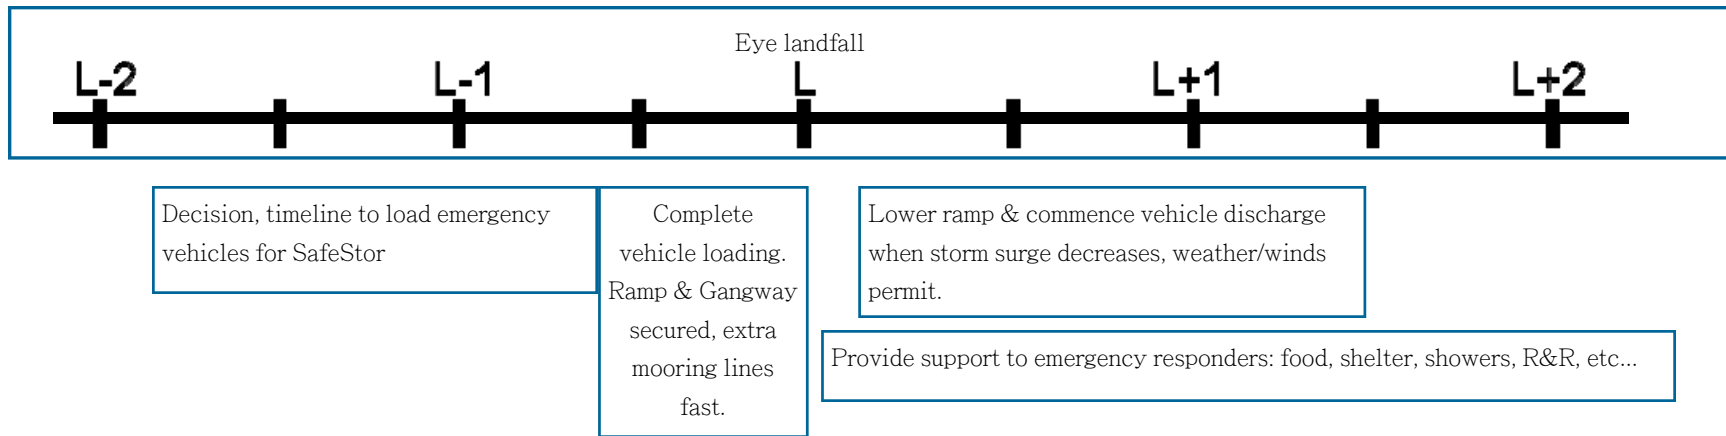 Eye landfall
L-2 L-1 L L+1 L+2
Decision, timeline to load emergency
vehicles for SafeStor
Complete
vehicle loading.
Ramp & Gangway
secured, extra
mooring lines
fast.
Lower ramp & commence vehicle discharge
when storm surge decreases, weather/winds
permit.
Provide support to emergency responders: food, shelter, showers, R&R, etc...